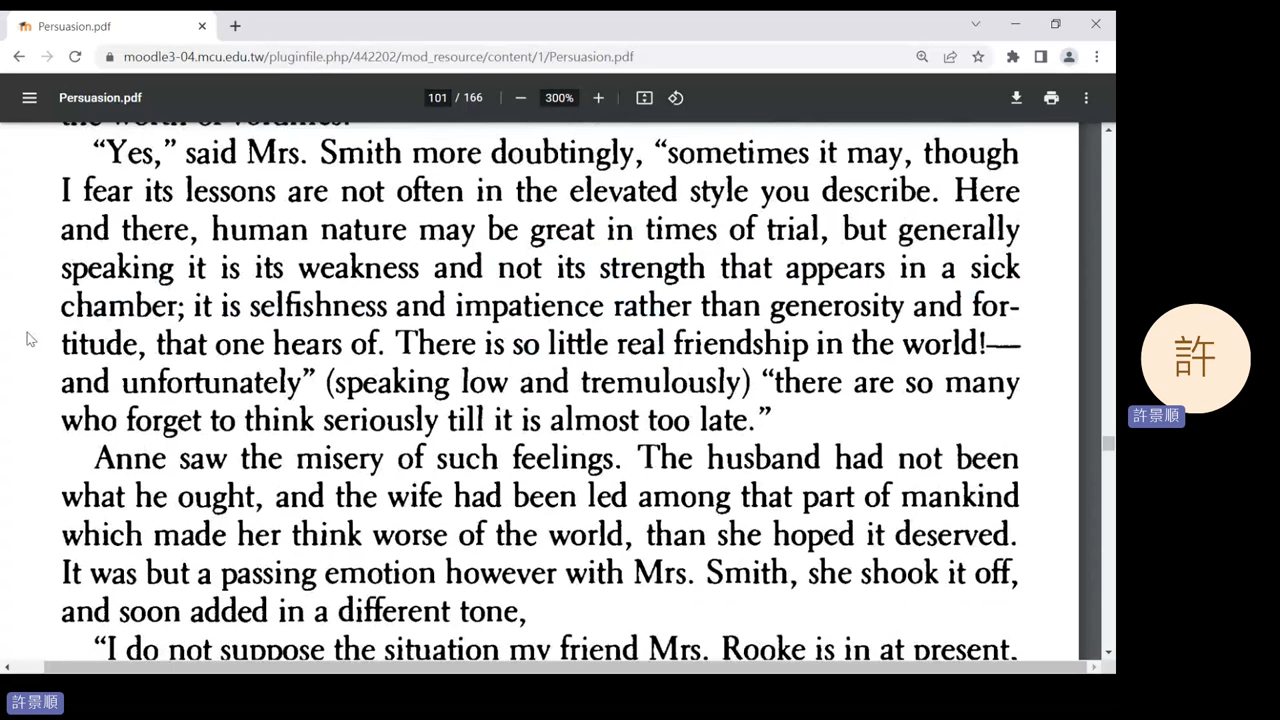 Persuasion.pdf
moodle3-04.mcu.edu.tw/pluginfile.php/442202/mod_resource/content/1/Persuasion.pdf
Persuasion.pdf
101 / 166
300%
the worth of volumes.
“Yes,” said Mrs. Smith more doubtingly, “sometimes it may, though
I fear its lessons are not often in the elevated style you describe. Here
and there, human nature may be great in times of trial, but generally
speaking it is its weakness and not its strength that appears in a sick
chamber; it is selfishness and impatience rather than generosity and for-
titude, that one hears of. There is so little real friendship in the world!—
and unfortunately” (speaking low and tremulously) “there are so many
who forget to think seriously till it is almost too late.”
Anne saw the misery of such feelings. The husband had not been
what he ought, and the wife had been led among that part of mankind
which made her think worse of the world, than she hoped it deserved.
It was but a passing emotion however with Mrs. Smith, she shook it off,
and soon added in a different tone,
“I do not suppose the situation my friend Mrs. Rooke is in at present,
許
許景順
許景順